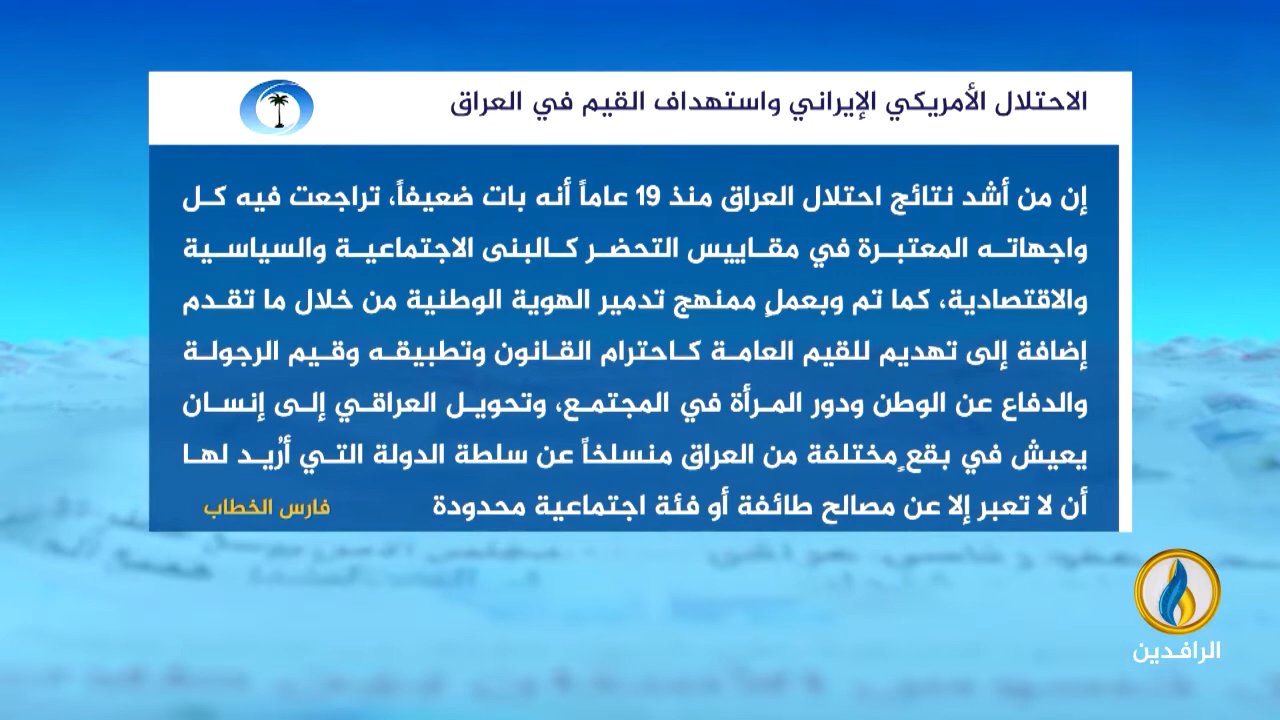 الاحتلال الأمريكي الإيراني واستهداف القيم في العراق
إن من أشد نتائج احتلال العراق منذ 19 عاماً أنه بات ضعيفاً، تراجعت فيه كل
واجهاته المعتبرة في مقاييس التحضر كالبنى الاجتماعية والسياسية
والاقتصادية، كما تم وبعملٍ ممنهج تدمير الهوية الوطنية من خلال ما تقدم
إضافة إلى تهديم للقيم العامة كاحترام القانون وتطبيقه وقيم الرجولة
والدفاع عن الوطن ودور المرأة في المجتمع، وتحويل العراقي إلى إنسان
يعيش في بقعٍ مختلفة من العراق منسلخاً عن سلطة الدولة التي أُريد لها
أن لا تعبر إلا عن مصالح طائفة أو فئة اجتماعية محدودة
فارس الخطاب
الرافدين